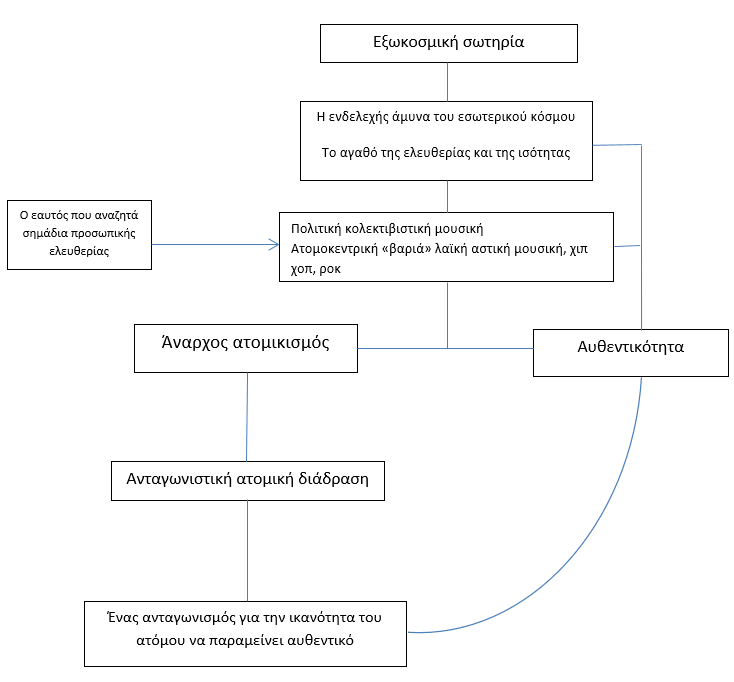 Εξωκοσμική σωτηρία
Η ενδελεχής άμυνα του εσωτερικού κόσμου
Το αγαθό της ελευθερίας και της ισότητας
Ο εαυτός που αναζητά
σημάδια προσωπικής
ελευθερίας
Πολιτική κολεκτιβιστική μουσική
Ατομοκεντρική «βαριά» λαϊκή αστική μουσική, χιπ
χοπ, ροκ
Άναρχος ατομικισμός
Αυθεντικότητα
Ανταγωνιστική ατομική διάδραση
Ένας ανταγωνισμός για την ικανότητα του
ατόμου να παραμείνει αυθεντικό